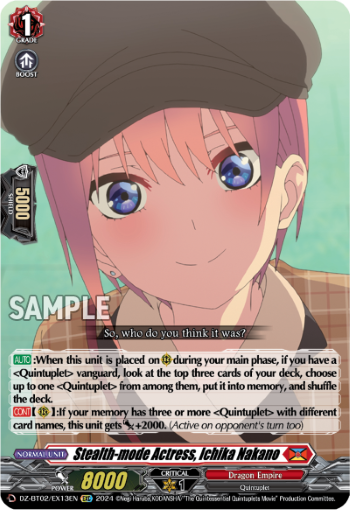 1
GRADE
BOOST
5000
SHIELD
SAMPLE
So, who do you think it was?
AUTO :When this unit is placed on during your main phase, if you have a
<Quintuplet> vanguard, look at the top three cards of your deck, choose
up to one <Quintuplet> from among them, put it into memory, and shuffle
the deck.
CONT :If your memory has three or more <Quintuplet> with different
card names, this unit gets +2000. (Active on opponent's turn too)
NORMAL UNIT
Stealth-mode Actress, Ichika Nakano
POWER 8000
CRITICAL
1
Dragon Empire
Quintuplet
DZ-BT02/EX13EN 2024 ©Negi Haruba,KODANSHA/"The Quintessential Quintuplets Movie" Production Committee.